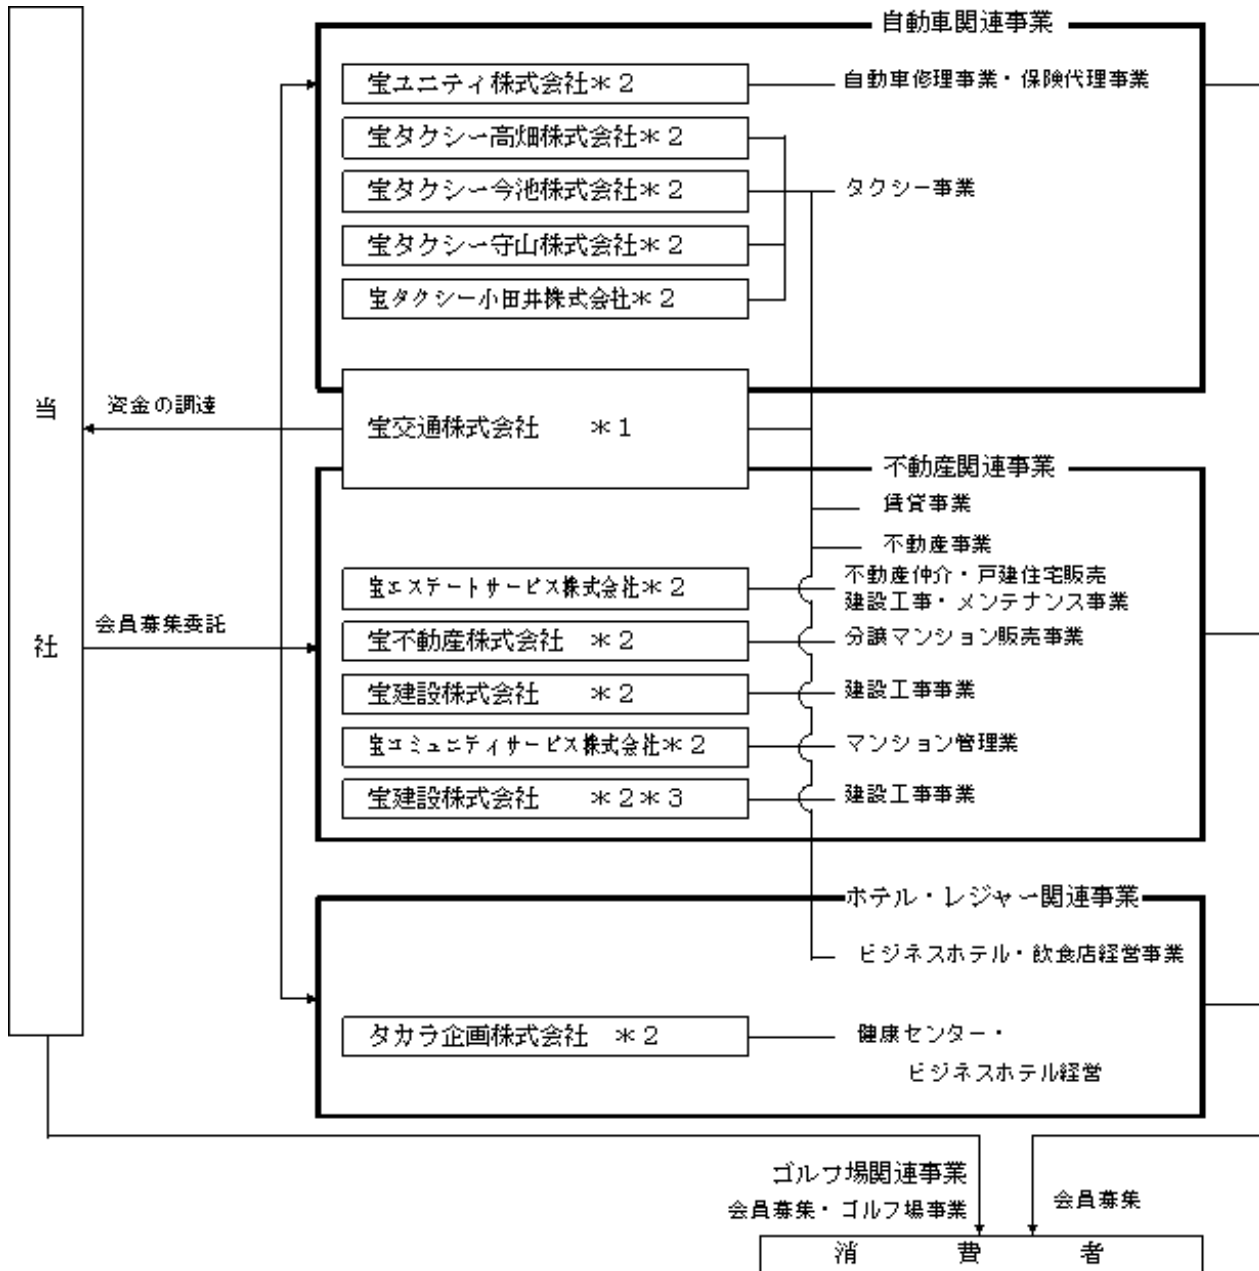 自動車関連事業
宝ユニティ株式会社＊２
自動車修理事業・保険代理事業
宝タクシー高畑株式会社＊２
宝タクシー今池株式会社＊２
タクシー事業
宝タクシー守山株式会社＊２
宝タクシー小田井株式会社＊２
当社
資金の調達
宝交通株式会社　　＊１
不動産関連事業
賃貸事業
不動産事業
会員募集委託
宝エステートサービス株式会社＊２
不動産仲介・戸建住宅販売
建設工事・メンテナンス事業
宝不動産株式会社　＊２
分譲マンション販売事業
宝建設株式会社　　＊２
建設工事事業
宝コミュニティサービス株式会社＊２
マンション管理業
宝建設株式会社　　＊２＊３
建設工事事業
ホテル・レジャー関連事業
ビジネスホテル・飲食店経営事業
タカラ企画株式会社　＊２
健康センター・
ビジネスホテル経営
ゴルフ場関連事業
会員募集・ゴルフ場事業
会員募集
消　費　者